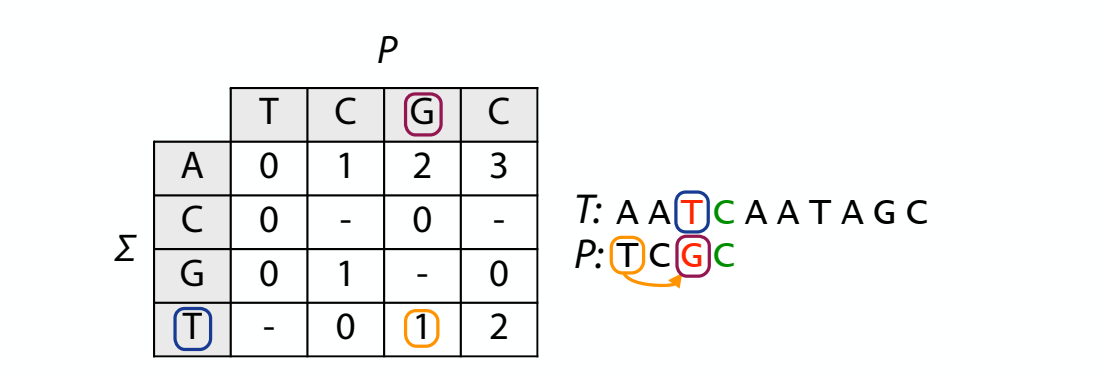 P
T C G C
A 0 1 2 3
C 0 - 0 -
Σ
G 0 1 - 0
T - 0 1 2
T: A A T C A A T A G C
P: T C G C